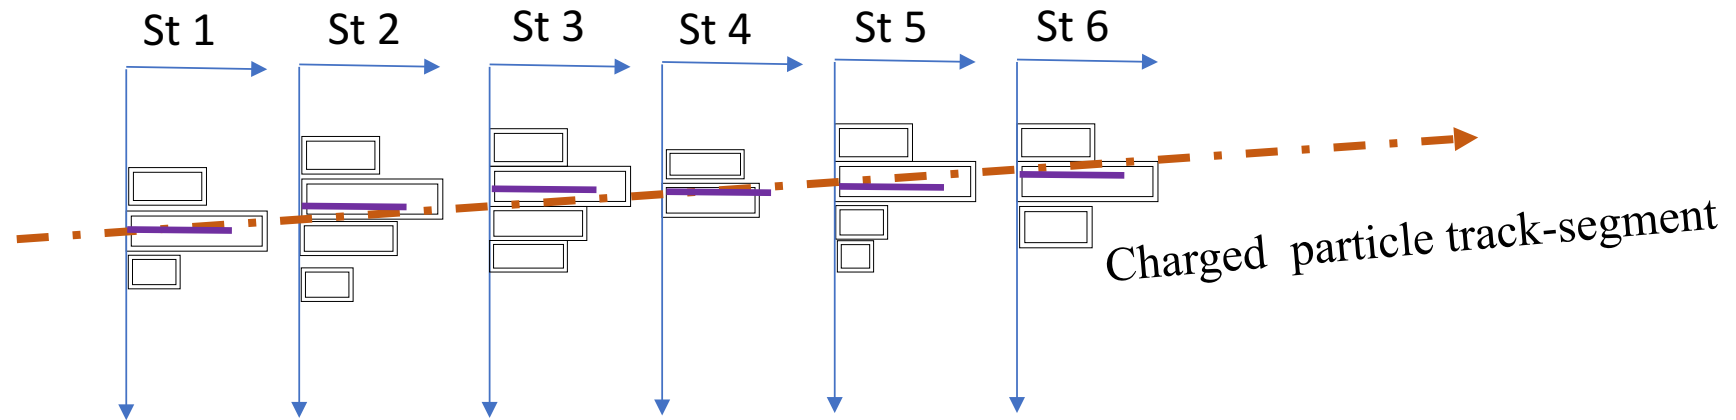 St 1 St 2 St 3 St 4 St 5 St 6
Charged particle track-segment